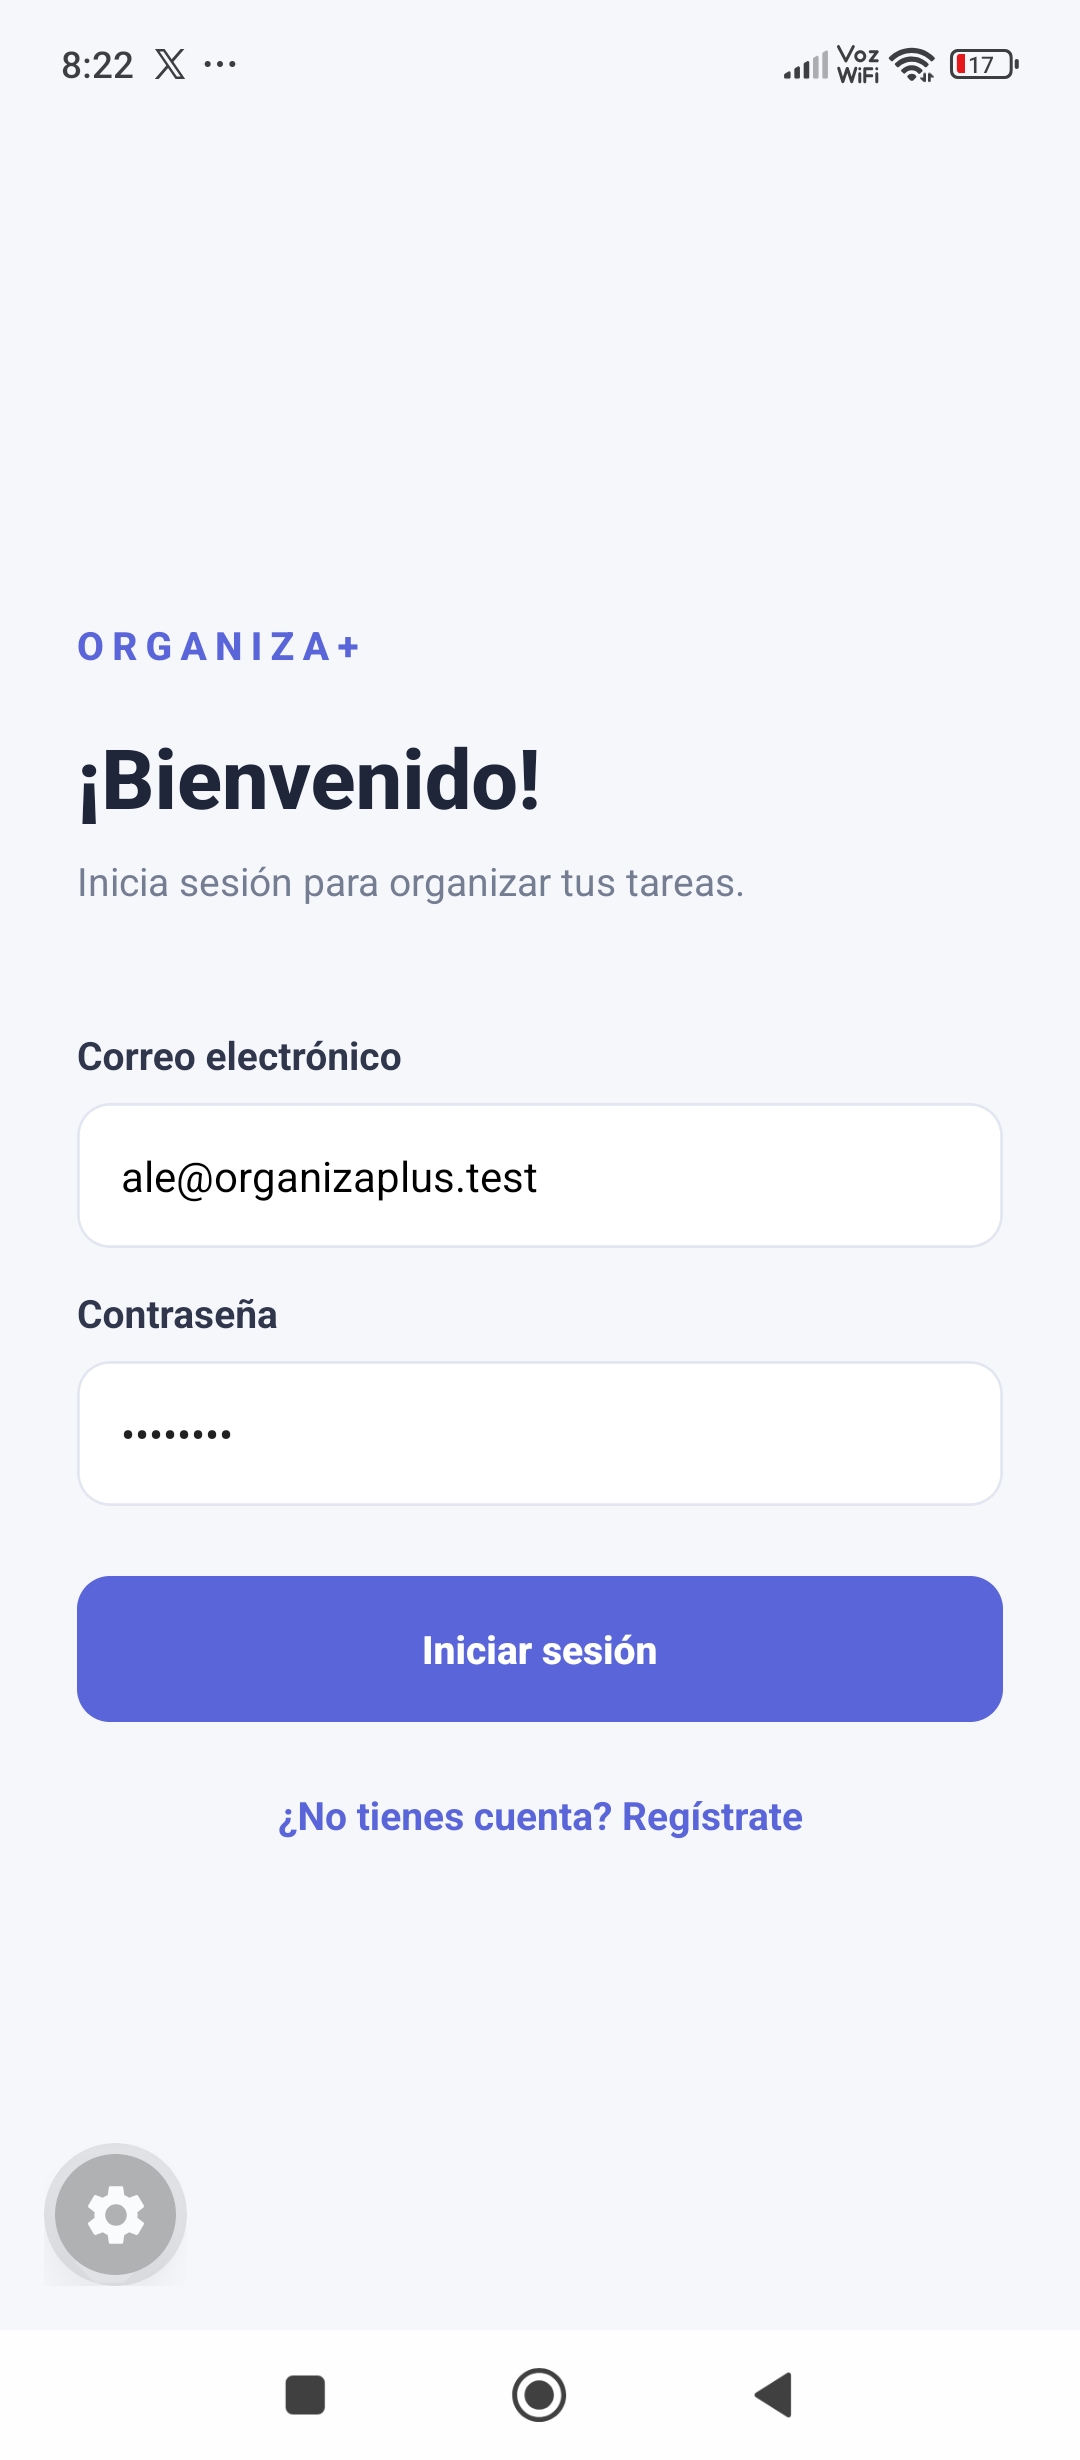 8:22 X ...
Voz
WiFi
17
ORGANIZA+
¡Bienvenido!
Inicia sesión para organizar tus tareas.
Correo electrónico
ale@organizaplus.test
Contraseña
••••••••
Iniciar sesión
¿No tienes cuenta? Regístrate